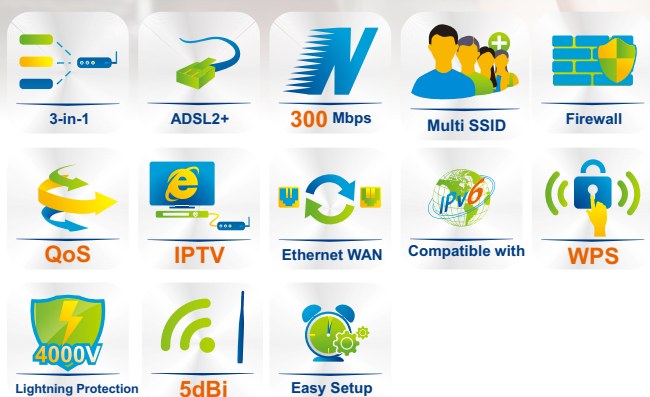 N
3-in-1
ADSL2+
300 Mbps
Multi SSID
Firewall
e
IPv6
QoS
IPTV
Ethernet WAN
Compatible with
WPS
4000V
Lightning Protection
5dBi
Easy Setup